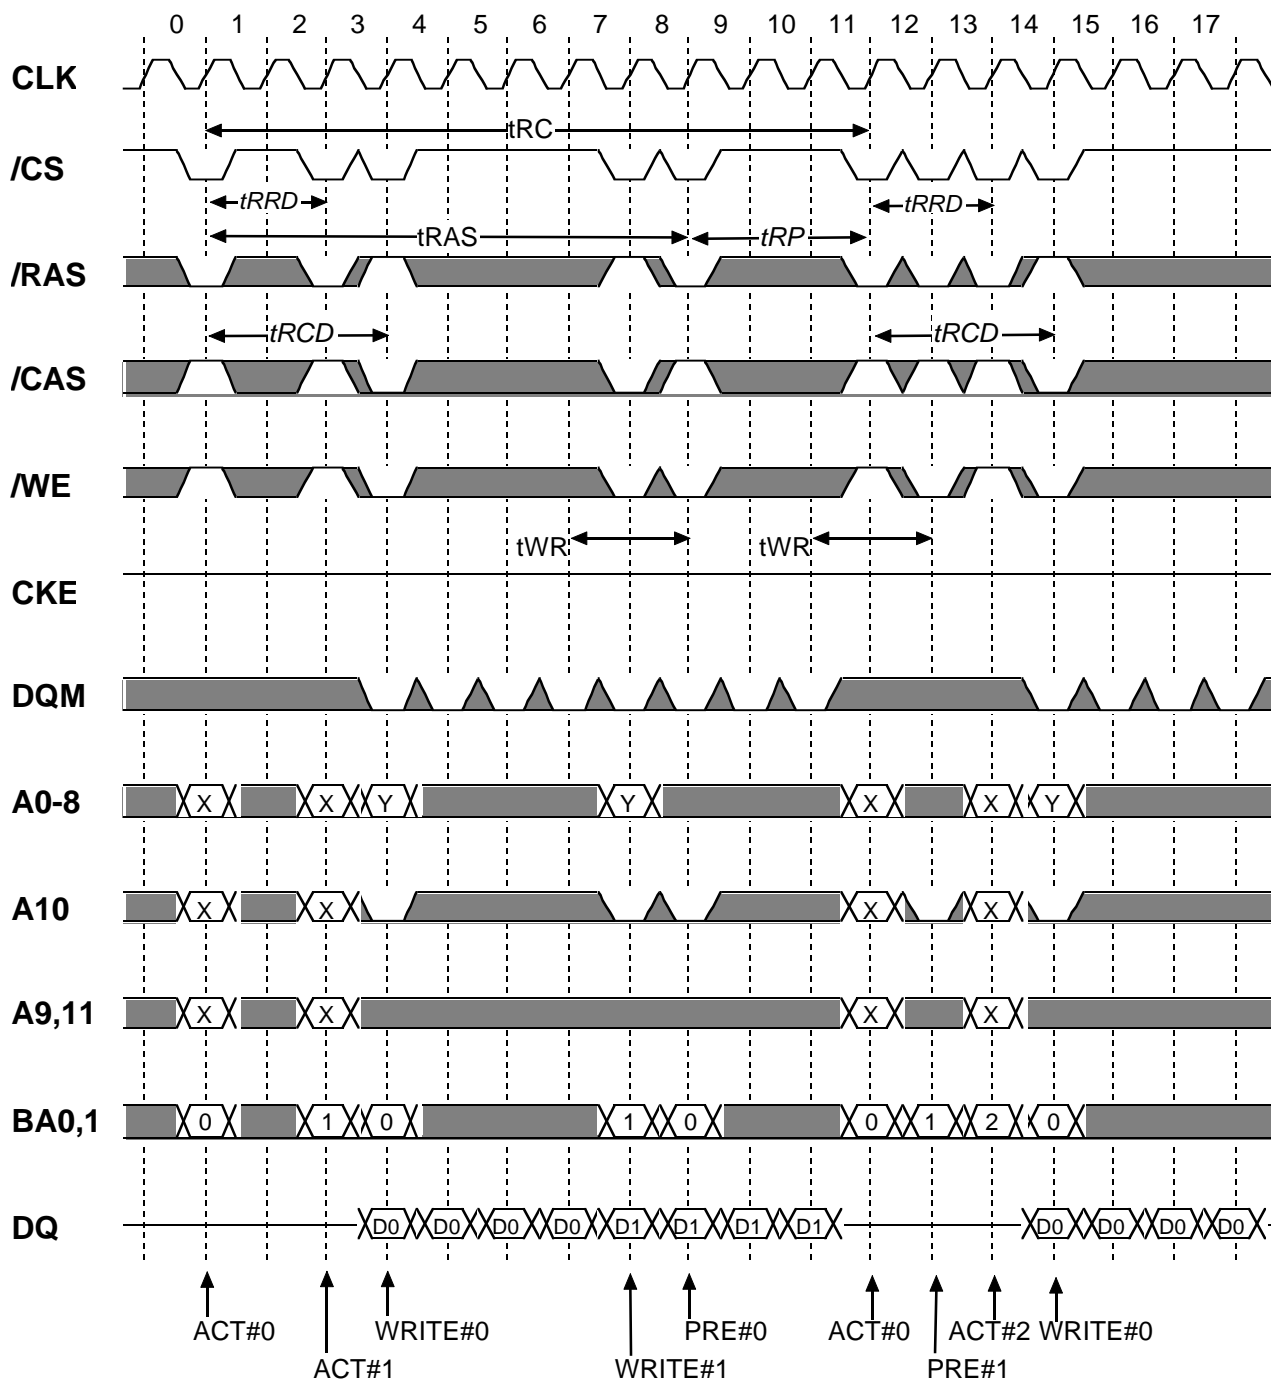 0 1 2 3 4 5 6 7 8 9 10 11 12 13 14 15 16 17
CLK
tRC
/CS
tRRD tRRD
tRAS tRP
/RAS
tRCD tRCD
/CAS
/WE
tWR tWR
CKE
DQM
A0-8 X X Y Y X X Y
A10 X X X X
A9,11 X X X X
BA0,1 0 1 0 1 0 0 1 2 0
DQ D0 D0 D0 D0 D1 D1 D1 D1 D0 D0 D0 D0
ACT#0 WRITE#0 PRE#0 ACT#0 ACT#2 WRITE#0
ACT#1 WRITE#1 PRE#1